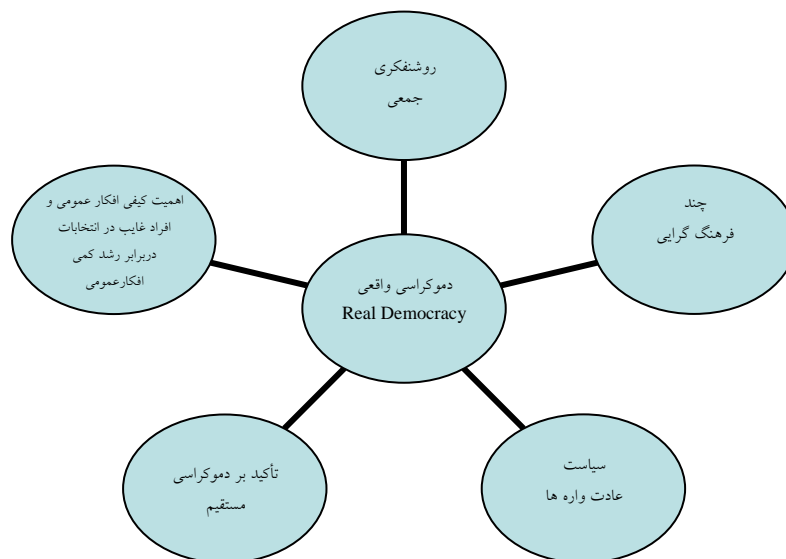 روشنفکری
جمعی
چند
فرهنگ گرایی
اهمیت کیفی افکار عمومی و
افراد غایب در انتخابات
دربرابر رشد کمی
افکارعمومی
دموکراسی واقعی
Real Democracy
سیاست
عادت واره ها
تأکید بر دموکراسی
مستقیم